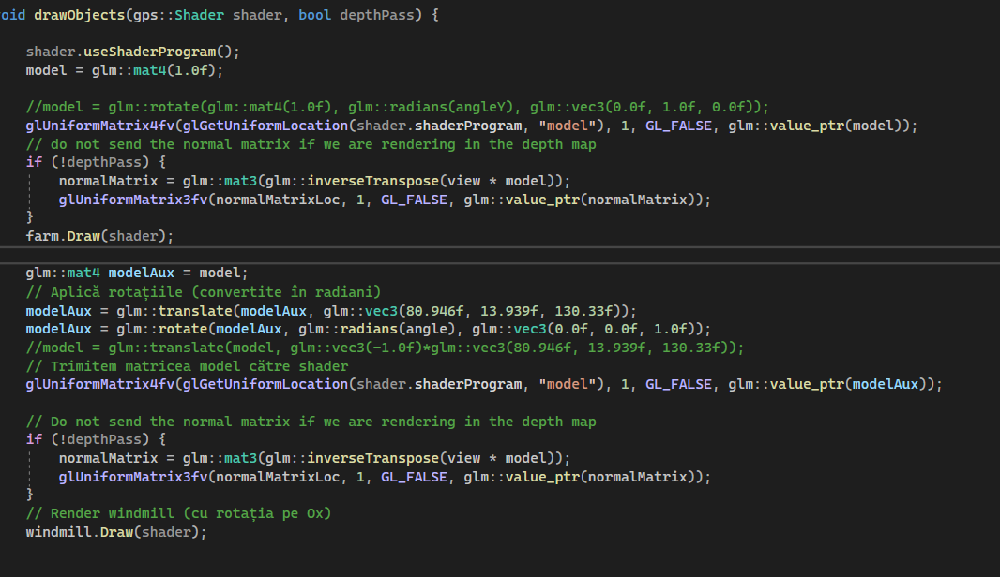 oid drawObjects(gps::Shader shader, bool depthPass) {
shader.useShaderProgram();
model = glm::mat4(1.0f);
//model = glm::rotate(glm::mat4(1.0f), glm::radians(angleY), glm::vec3(0.0f, 1.0f, 0.0f));
glUniformMatrix4fv(glGetUniformLocation(shader.shaderProgram, "model"), 1, GL_FALSE, glm::value_ptr(model));
// do not send the normal matrix if we are rendering in the depth map
if (!depthPass) {
normalMatrix = glm::mat3(glm::inverseTranspose(view * model));
glUniformMatrix3fv(normalMatrixLoc, 1, GL_FALSE, glm::value_ptr(normalMatrix));
}
farm.Draw(shader);
glm::mat4 modelAux = model;
// Aplică rotațiile (convertite în radiani)
modelAux = glm::translate(modelAux, glm::vec3(80.946f, 13.939f, 130.33f));
modelAux = glm::rotate(modelAux, glm::radians(angle), glm::vec3(0.0f, 0.0f, 1.0f));
//model = glm::translate(model, glm::vec3(-1.0f)*glm::vec3(80.946f, 13.939f, 130.33f));
// Trimitem matricea model către shader
glUniformMatrix4fv(glGetUniformLocation(shader.shaderProgram, "model"), 1, GL_FALSE, glm::value_ptr(modelAux));
// Do not send the normal matrix if we are rendering in the depth map
if (!depthPass) {
normalMatrix = glm::mat3(glm::inverseTranspose(view * model));
glUniformMatrix3fv(normalMatrixLoc, 1, GL_FALSE, glm::value_ptr(normalMatrix));
}
// Render windmill (cu rotația pe Ox)
windmill.Draw(shader);